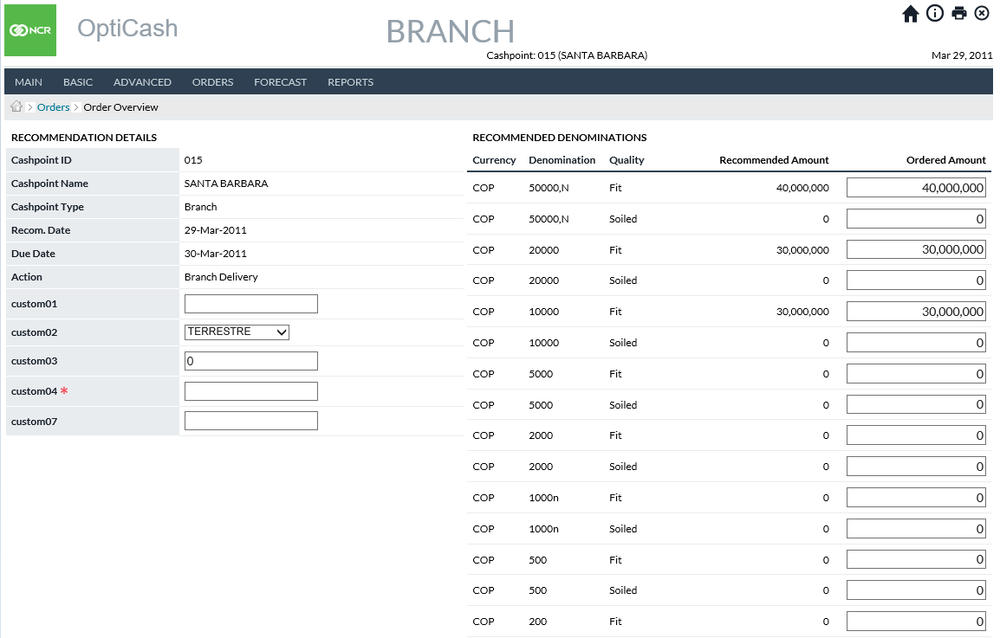 NCR
OptiCash
BRANCH
Cashpoint: 015 (SANTA BARBARA)
Mar 29, 2011
MAIN BASIC ADVANCED ORDERS FORECAST REPORTS
> Orders > Order Overview
RECOMMENDATION DETAILS
Cashpoint ID 015
Cashpoint Name SANTA BARBARA
Cashpoint Type Branch
Recom. Date 29-Mar-2011
Due Date 30-Mar-2011
Action Branch Delivery
custom01
custom02 TERRESTRE
custom03 0
custom04 *
custom07
RECOMMENDED DENOMINATIONS
Currency Denomination Quality Recommended Amount Ordered Amount
COP 50000,N Fit 40,000,000 40,000,000
COP 50000,N Soiled 0 0
COP 20000 Fit 30,000,000 30,000,000
COP 20000 Soiled 0 0
COP 10000 Fit 30,000,000 30,000,000
COP 10000 Soiled 0 0
COP 5000 Fit 0 0
COP 5000 Soiled 0 0
COP 2000 Fit 0 0
COP 2000 Soiled 0 0
COP 1000n Fit 0 0
COP 1000n Soiled 0 0
COP 500 Fit 0 0
COP 500 Soiled 0 0
COP 200 Fit 0 0